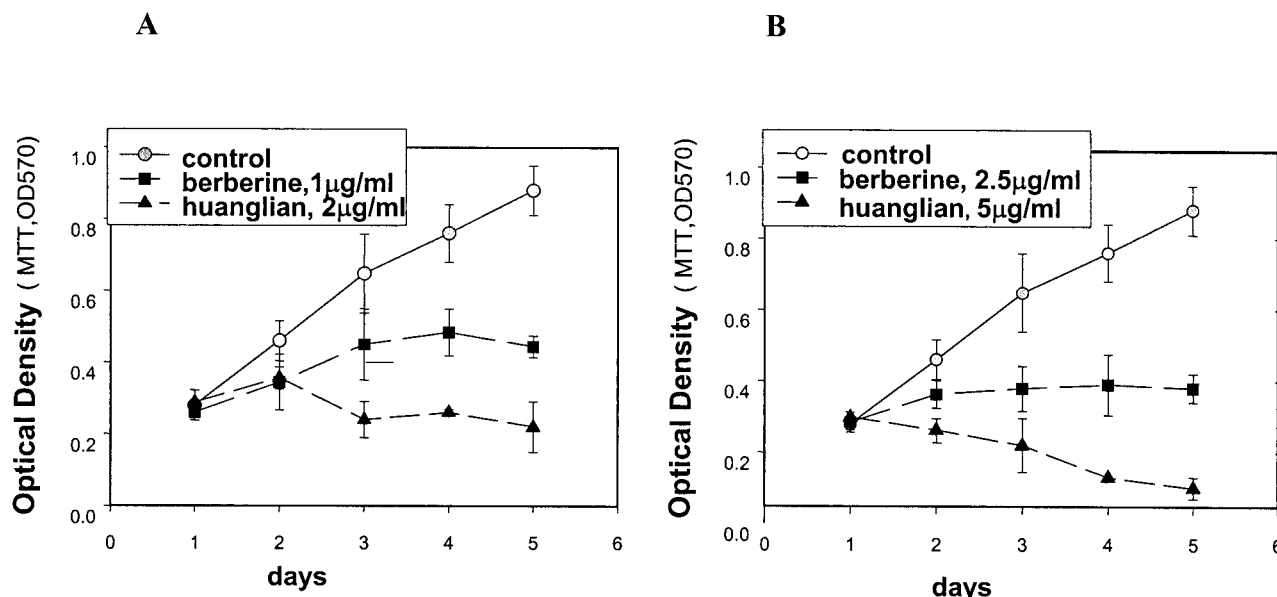 A
B
control
berberine,1µg/ml
huanglian, 2µg/ml
Optical Density ( MTT,OD570)
1.0
0.8
0.6
0.4
0.2
0.0
0 1 2 3 4 5 6
days
control
berberine, 2.5µg/ml
huanglian, 5µg/ml
Optical Density ( MTT,OD570)
1.0
0.8
0.6
0.4
0.2
0.0
0 1 2 3 4 5 6
days